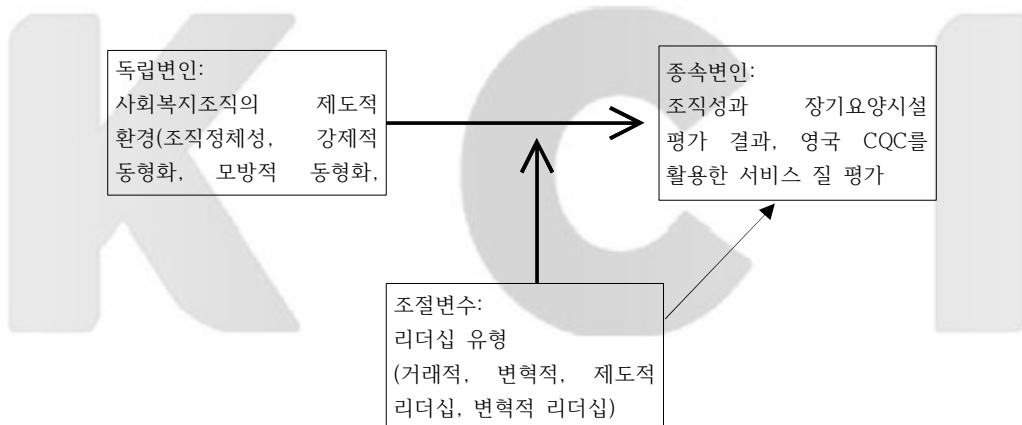 독립변인:
사회복지조직의 제도적
환경(조직정체성, 강제적
동형화, 모방적 동형화,
종속변인:
조직성과 장기요양시설
평가 결과, 영국 CQC를
활용한 서비스 질 평가
조절변수:
리더십 유형
(거래적, 변혁적, 제도적
리더십, 변혁적 리더십)
KCI